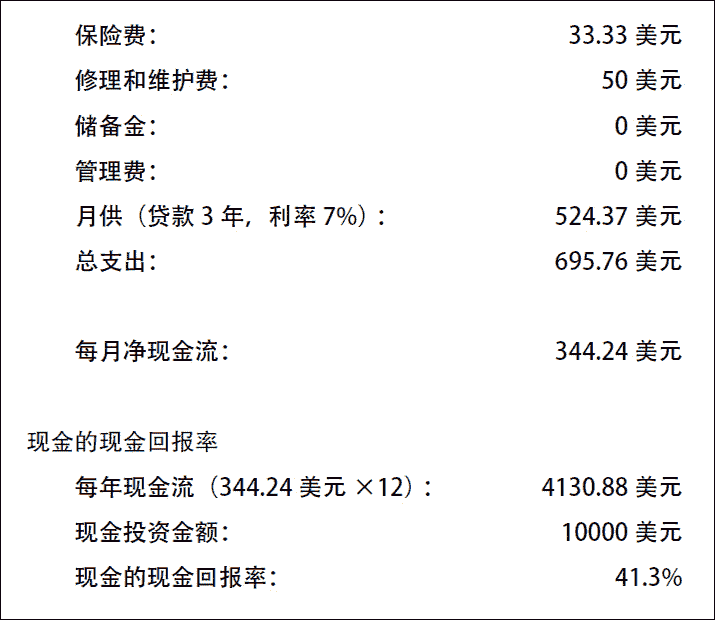 保险费： 33.33 美元
修理和维护费： 50 美元
储备金： 0 美元
管理费： 0 美元
月供（贷款 3 年，利率 7%）： 524.37 美元
总支出： 695.76 美元
每月净现金流： 344.24 美元
现金的现金回报率
每年现金流（344.24 美元 ×12）： 4130.88 美元
现金投资金额： 10000 美元
现金的现金回报率： 41.3%